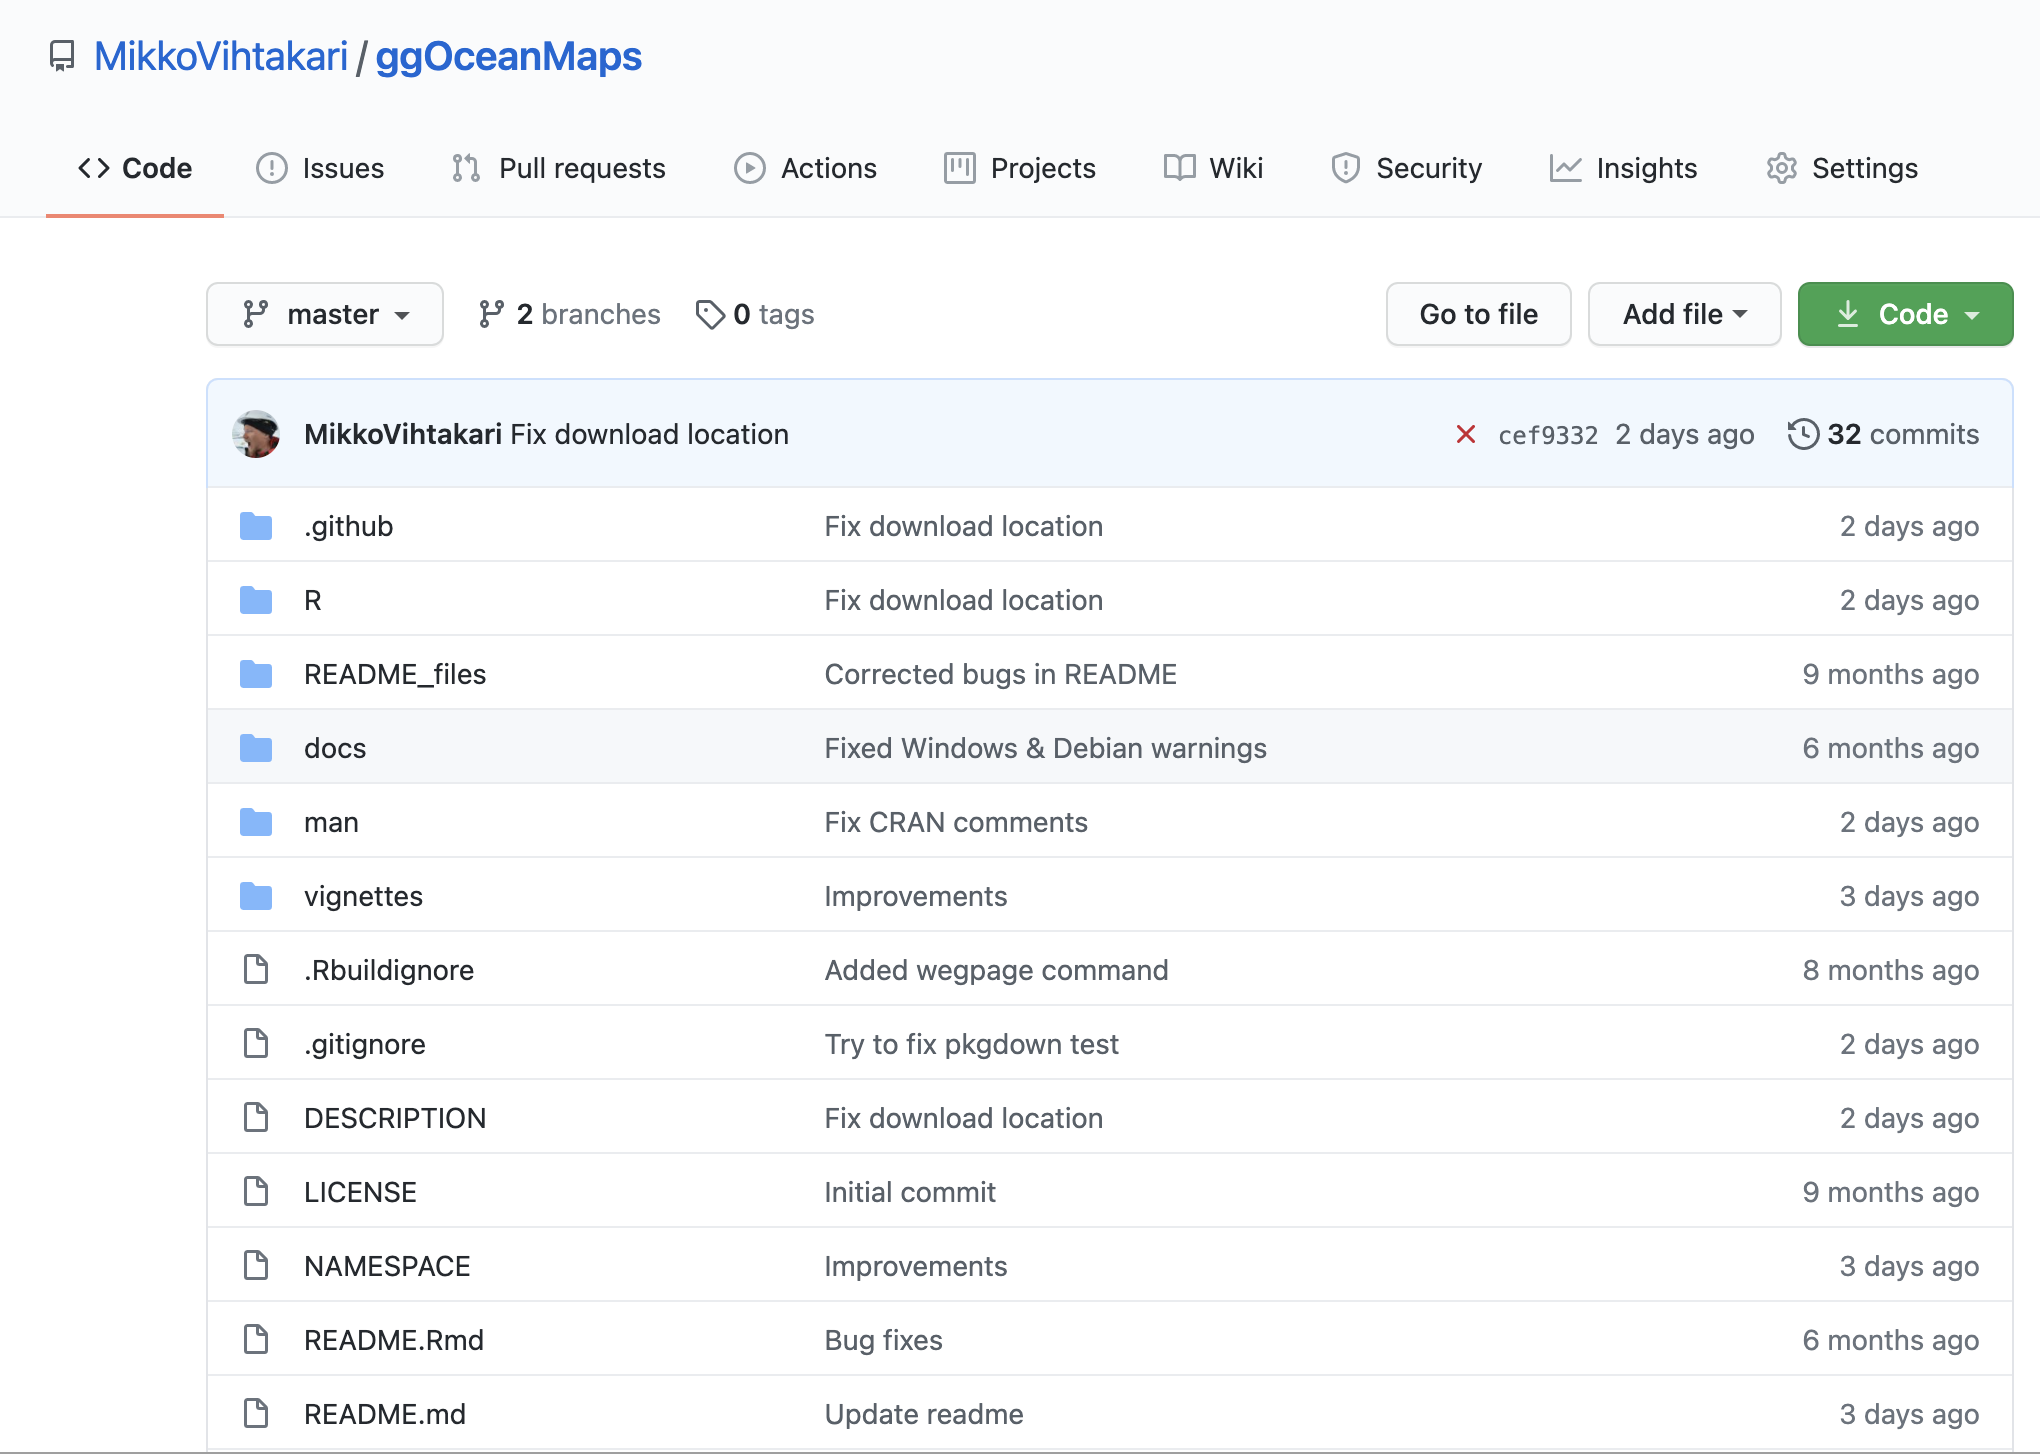 MikkoVihtakari / ggOceanMaps
Code Issues Pull requests Actions Projects Wiki Security Insights Settings
master 2 branches 0 tags Go to file Add file Code
MikkoVihtakari Fix download location cef9332 2 days ago 32 commits
.github Fix download location 2 days ago
R Fix download location 2 days ago
README_files Corrected bugs in README 9 months ago
docs Fixed Windows & Debian warnings 6 months ago
man Fix CRAN comments 2 days ago
vignettes Improvements 3 days ago
.Rbuildignore Added wegpage command 8 months ago
.gitignore Try to fix pkgdown test 2 days ago
DESCRIPTION Fix download location 2 days ago
LICENSE Initial commit 9 months ago
NAMESPACE Improvements 3 days ago
README.Rmd Bug fixes 6 months ago
README.md Update readme 3 days ago